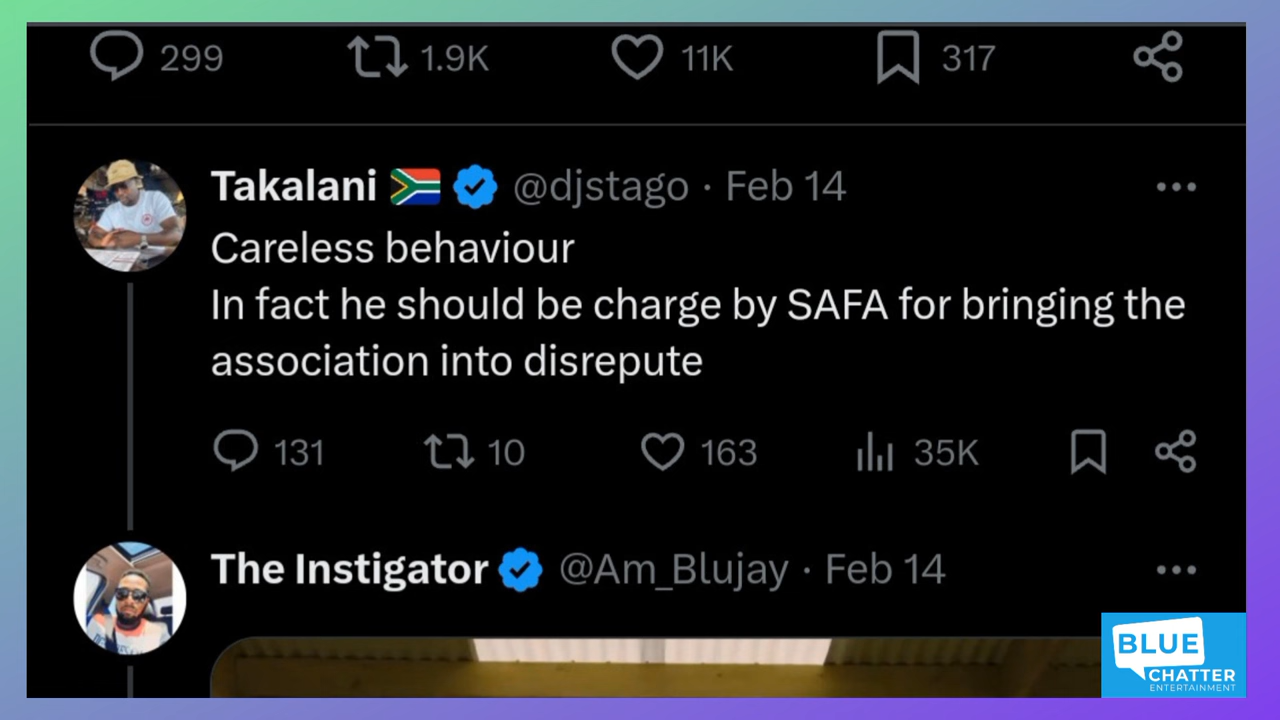 299 1.9K 11K 317
Takalani @djstago · Feb 14
Careless behaviour
In fact he should be charge by SAFA for bringing the
association into disrepute
131 10 163 35K
The Instigator @Am_Blujay · Feb 14
BLUE
CHATTER
ENTERTAINMENT